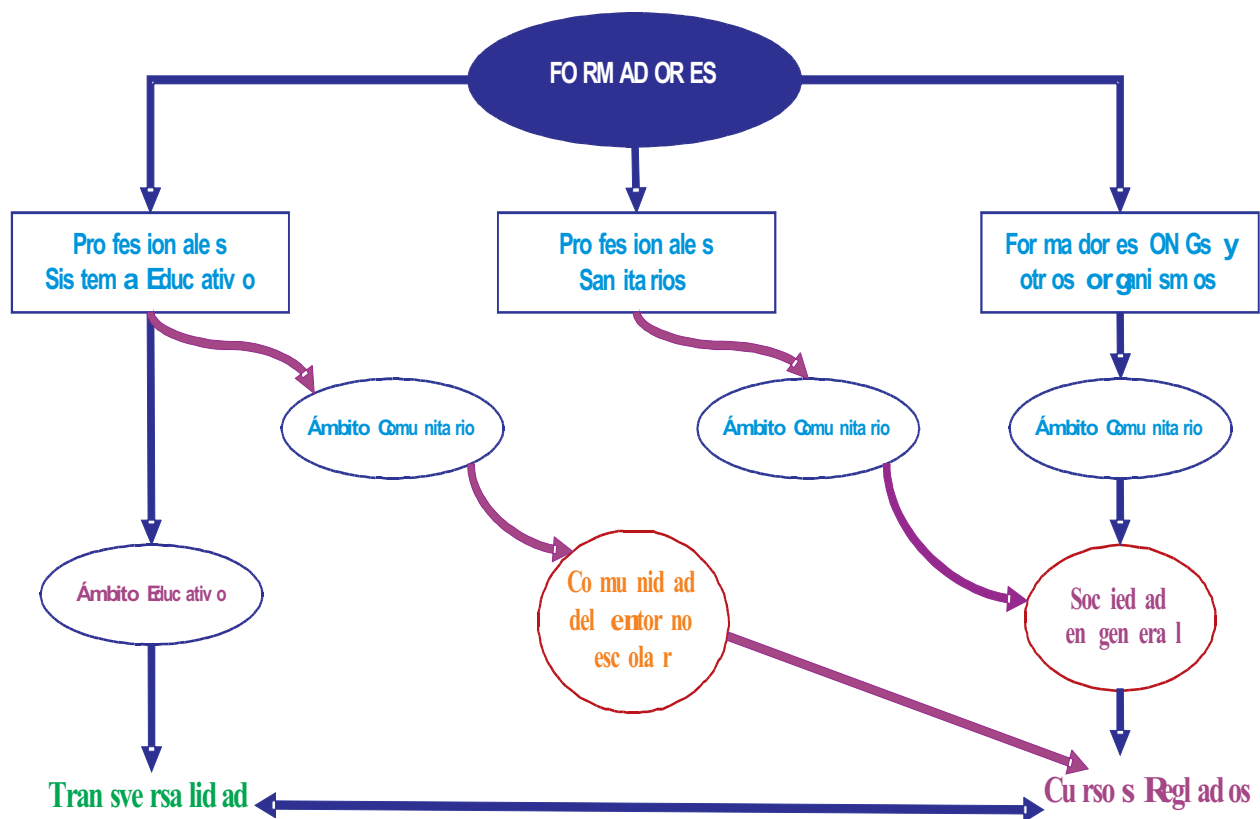 FORMADORES
Profesionales
Sistema Educativo
Profesionales
Sanitarios
Formadores ONGs y
otros organismos
Ámbito Comunitario
Ámbito Comunitario
Ámbito Comunitario
Ámbito Educativo
Comunidad
del entorno
escolar
Sociedad
en general
Transversalidad
Cursos Reglados